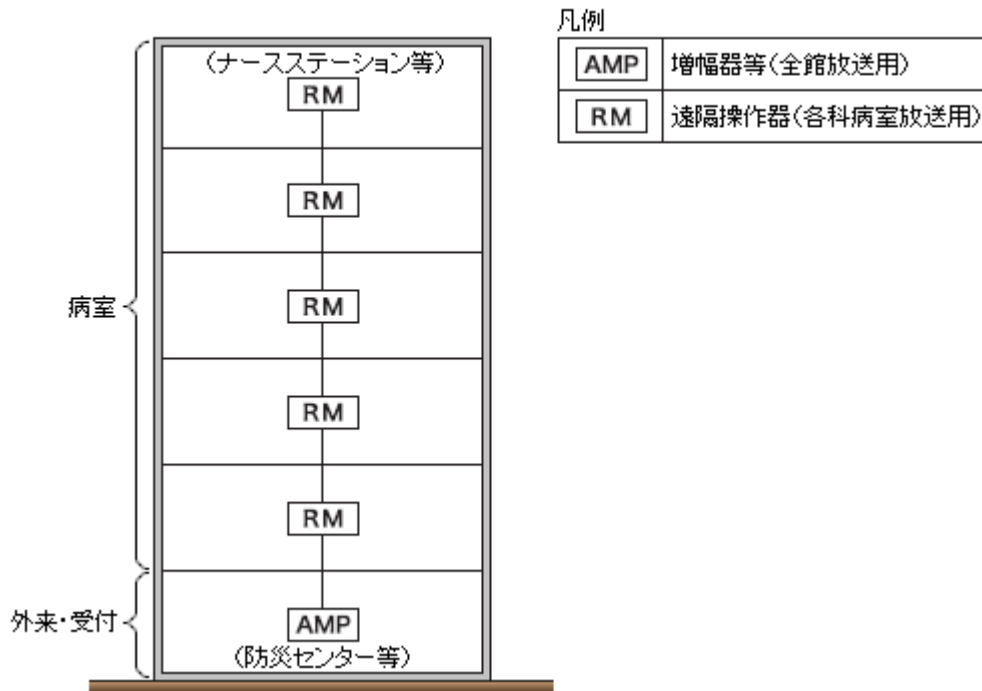 凡例
AMP 増幅器等(全館放送用)
RM 遠隔操作器(各科病室放送用)
(ナースステーション等)
RM
RM
RM
病室
RM
RM
外来・受付
AMP
(防災センター等)